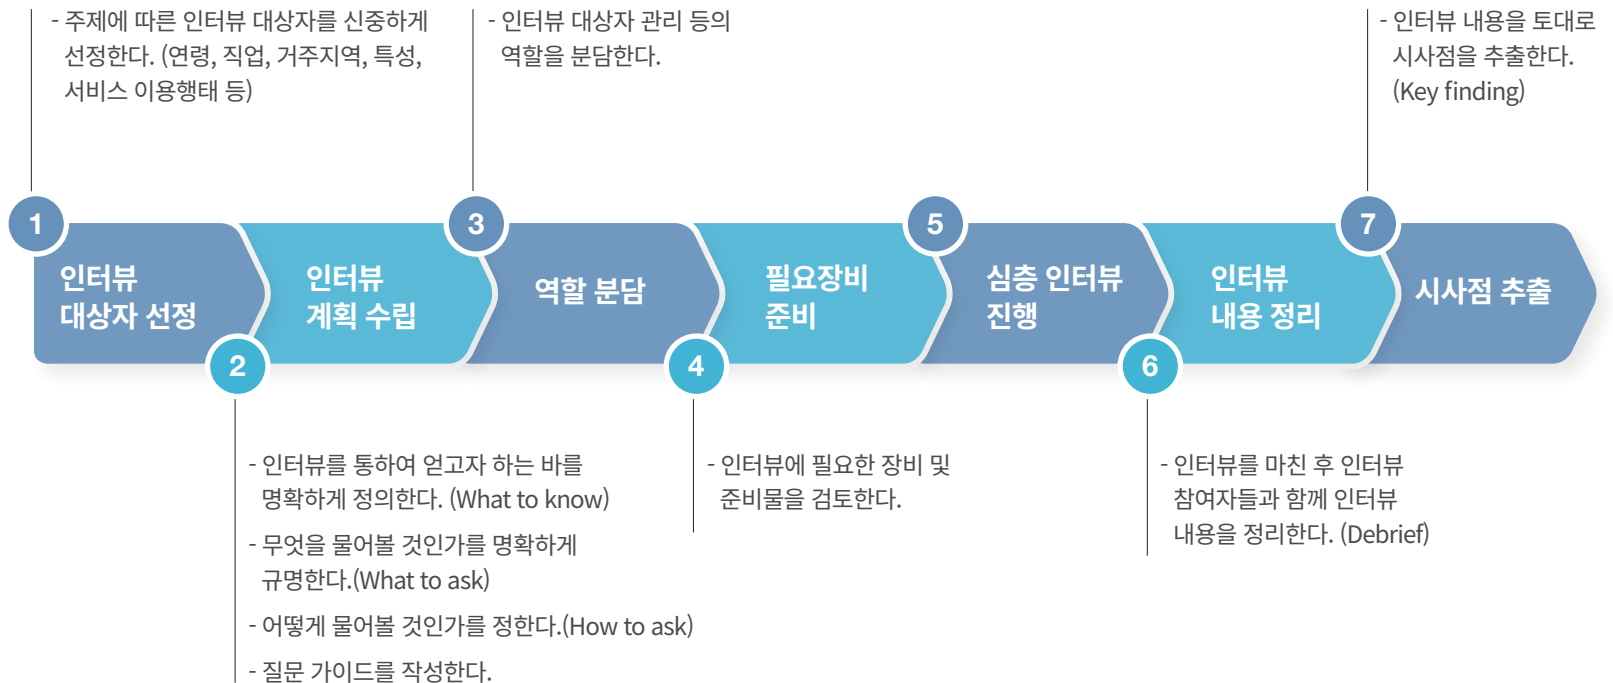 - 주제에 따른 인터뷰 대상자를 신중하게
선정한다. (연령, 직업, 거주지역, 특성,
서비스 이용행태 등)
- 인터뷰 대상자 관리 등의
역할을 분담한다.
- 인터뷰 내용을 토대로
시사점을 추출한다.
(Key finding)
1
인터뷰
대상자 선정
2
인터뷰
계획 수립
3
역할 분담
4
필요장비
준비
5
심층 인터뷰
진행
6
인터뷰
내용 정리
7
시사점 추출
- 인터뷰를 통하여 얻고자 하는 바를
명확하게 정의한다. (What to know)
- 무엇을 물어볼 것인가를 명확하게
규명한다.(What to ask)
- 어떻게 물어볼 것인가를 정한다.(How to ask)
- 질문 가이드를 작성한다.
- 인터뷰에 필요한 장비 및
준비물을 검토한다.
- 인터뷰를 마친 후 인터뷰
참여자들과 함께 인터뷰
내용을 정리한다. (Debrief)